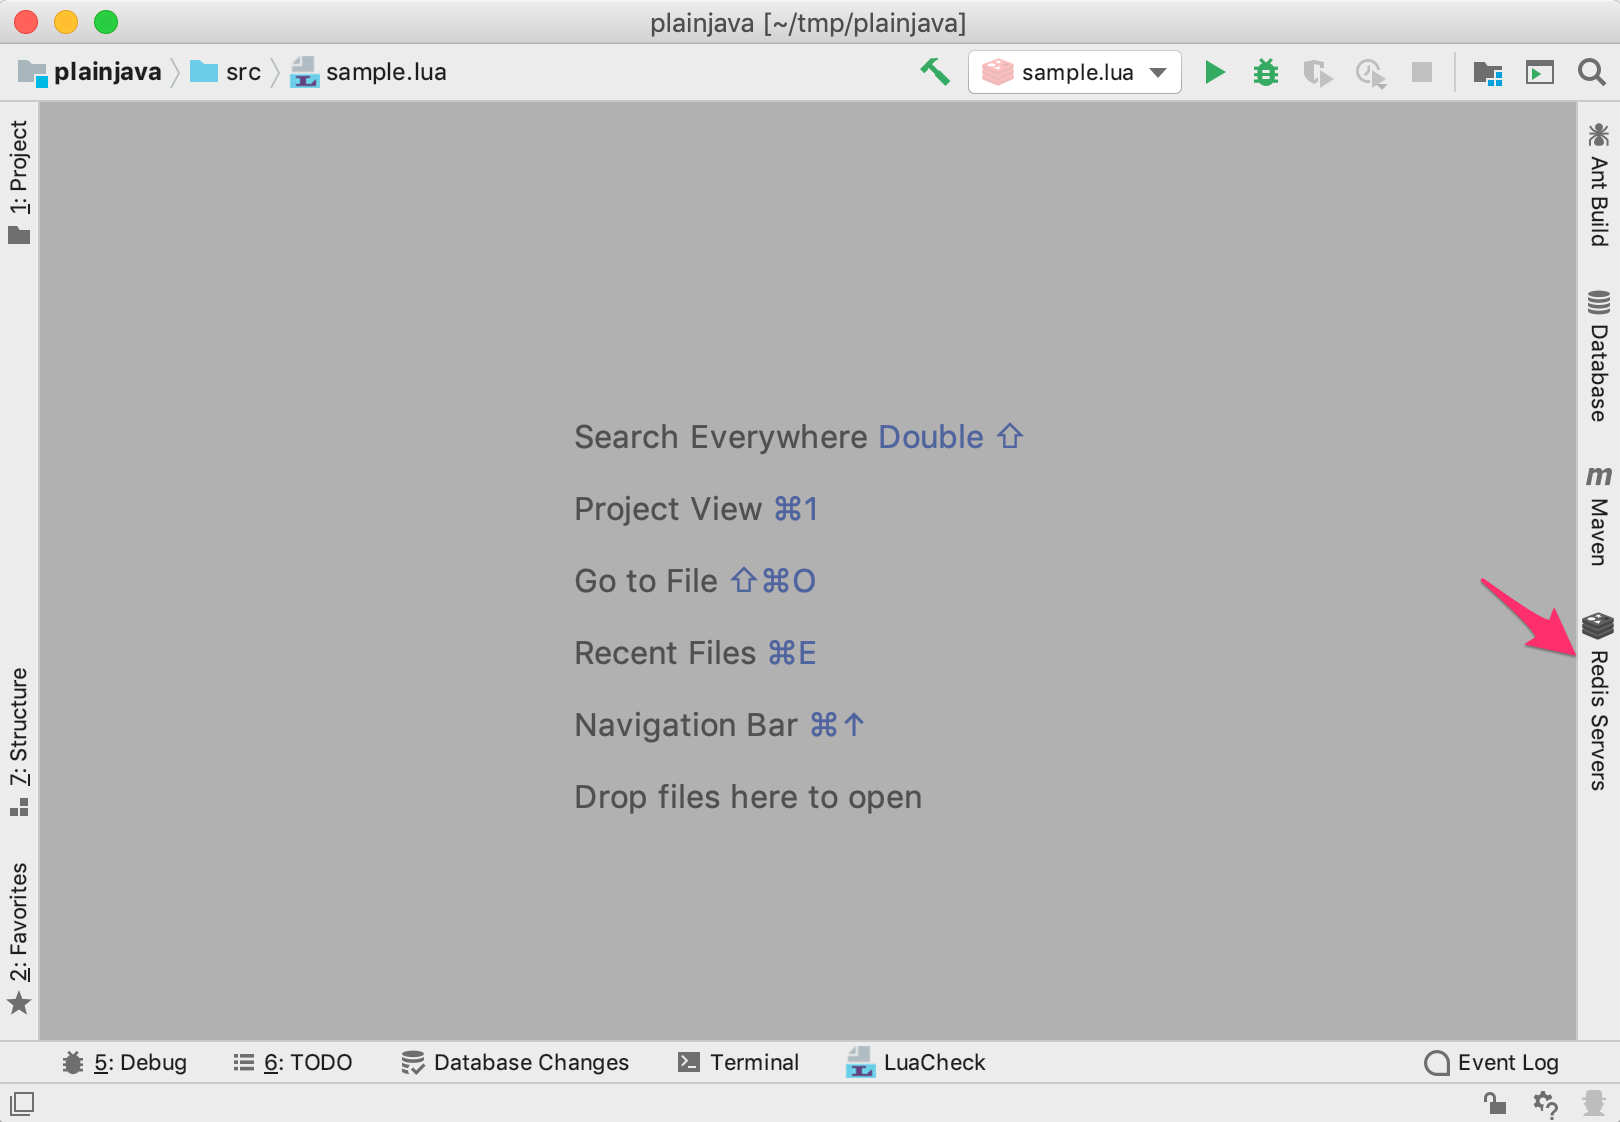 plainjava [~/tmp/plainjava]
plainjava src sample.lua
sample.lua
1: Project
7: Structure
2: Favorites
Search Everywhere Double ⇧
Project View ⌘1
Go to File ⇧⌘O
Recent Files ⌘E
Navigation Bar ⌘↑
Drop files here to open
Ant Build
Database
m Maven
Redis Servers
5: Debug
6: TODO
Database Changes
Terminal
LuaCheck
Event Log